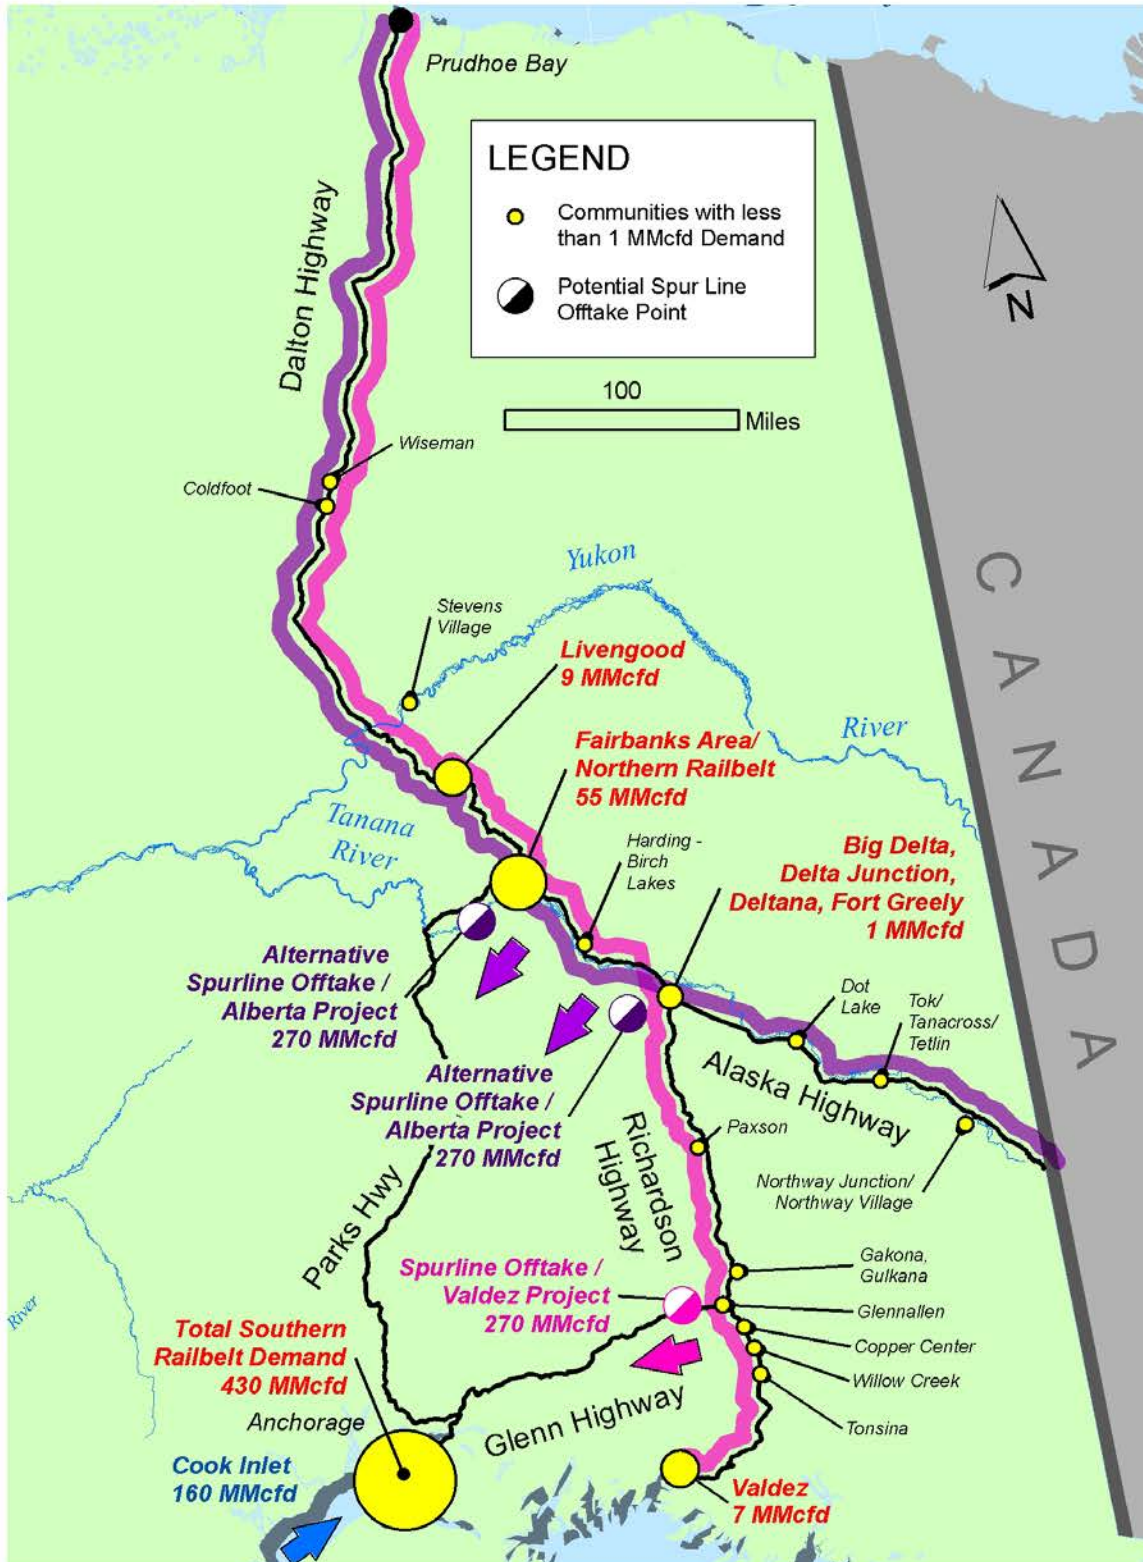 Prudhoe Bay
LEGEND
Communities with less
than 1 MMcfd Demand
Potential Spur Line
Offtake Point
N
100
Miles
Dalton Highway
Wiseman
Coldfoot
CANADA
Yukon
River
Stevens
Village
Livengood
9 MMcfd
Fairbanks Area/
Northern Railbelt
55 MMcfd
Tanana
River
Harding -
Birch
Lakes
Big Delta,
Delta Junction,
Deltana, Fort Greely
1 MMcfd
Alternative
Spurline Offtake /
Alberta Project
270 MMcfd
Dot
Lake
Tok/
Tanacross/
Tetlin
Alternative
Spurline Offtake /
Alberta Project
270 MMcfd
Alaska Highway
Richardson
Highway
Paxson
Northway Junction/
Northway Village
Parks Hwy
Gakona,
Gulkana
Spurline Offtake /
Valdez Project
270 MMcfd
Glennallen
Copper Center
Willow Creek
Tonsina
River
Total Southern
Railbelt Demand
430 MMcfd
Anchorage
Glenn Highway
Cook Inlet
160 MMcfd
Valdez
7 MMcfd